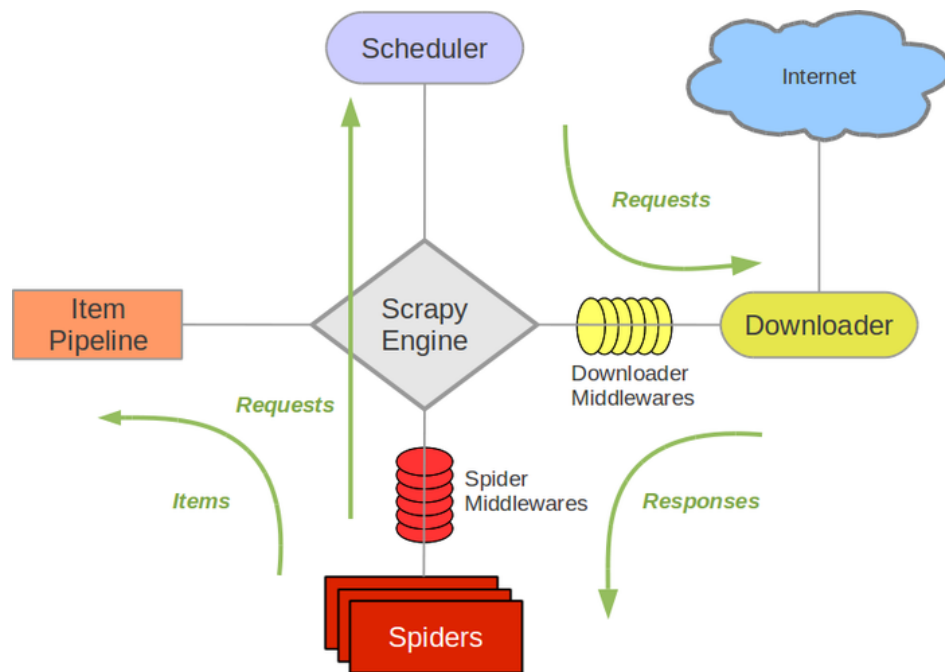 Scheduler
Internet
Requests
Item
Pipeline
Scrapy
Engine
Downloader
Downloader
Middlewares
Requests
Items
Spider
Middlewares
Responses
Spiders